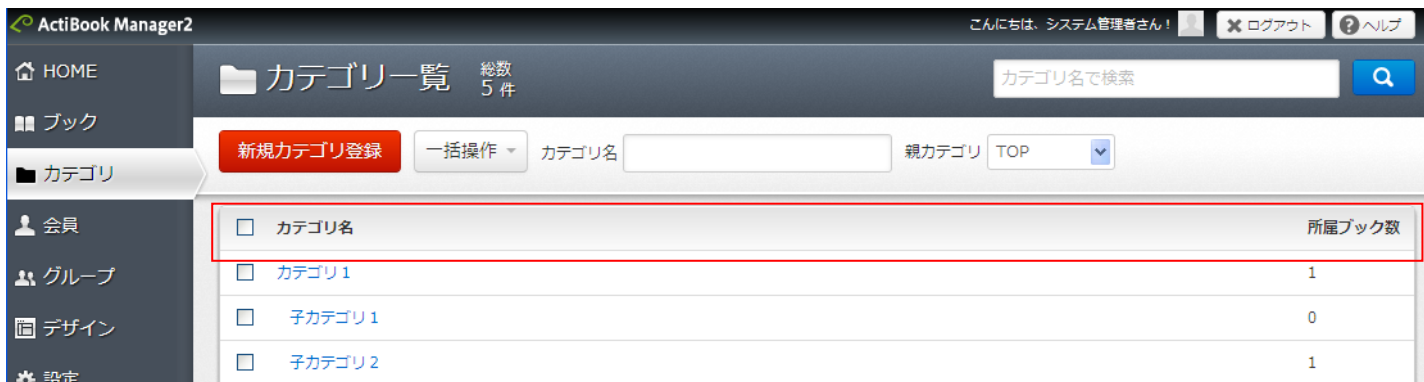 ActiBook Manager2
こんにちは、システム管理者さん！
ログアウト
ヘルプ
HOME
ブック
カテゴリ
会員
グループ
デザイン
設定
カテゴリ一覧
総数
5 件
カテゴリ名で検索
新規カテゴリ登録
一括操作
カテゴリ名
親カテゴリ
TOP
カテゴリ名 所属ブック数
カテゴリ1 1
子カテゴリ1 0
子カテゴリ2 1